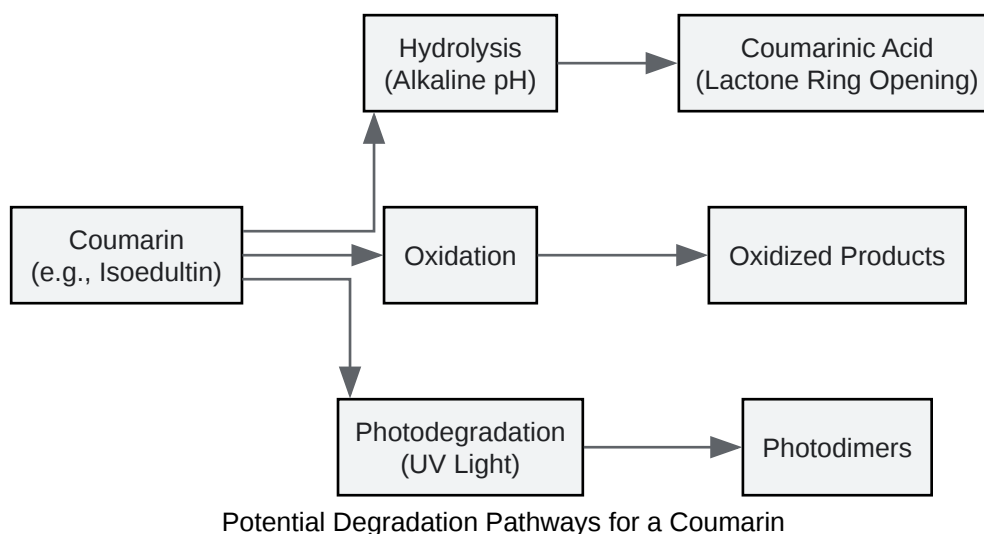 Hydrolysis
(Alkaline pH)
Coumarinic Acid
(Lactone Ring Opening)
Coumarin
(e.g., Isoedultin)
Oxidation
Oxidized Products
Photodegradation
(UV Light)
Photodimers
Potential Degradation Pathways for a Coumarin